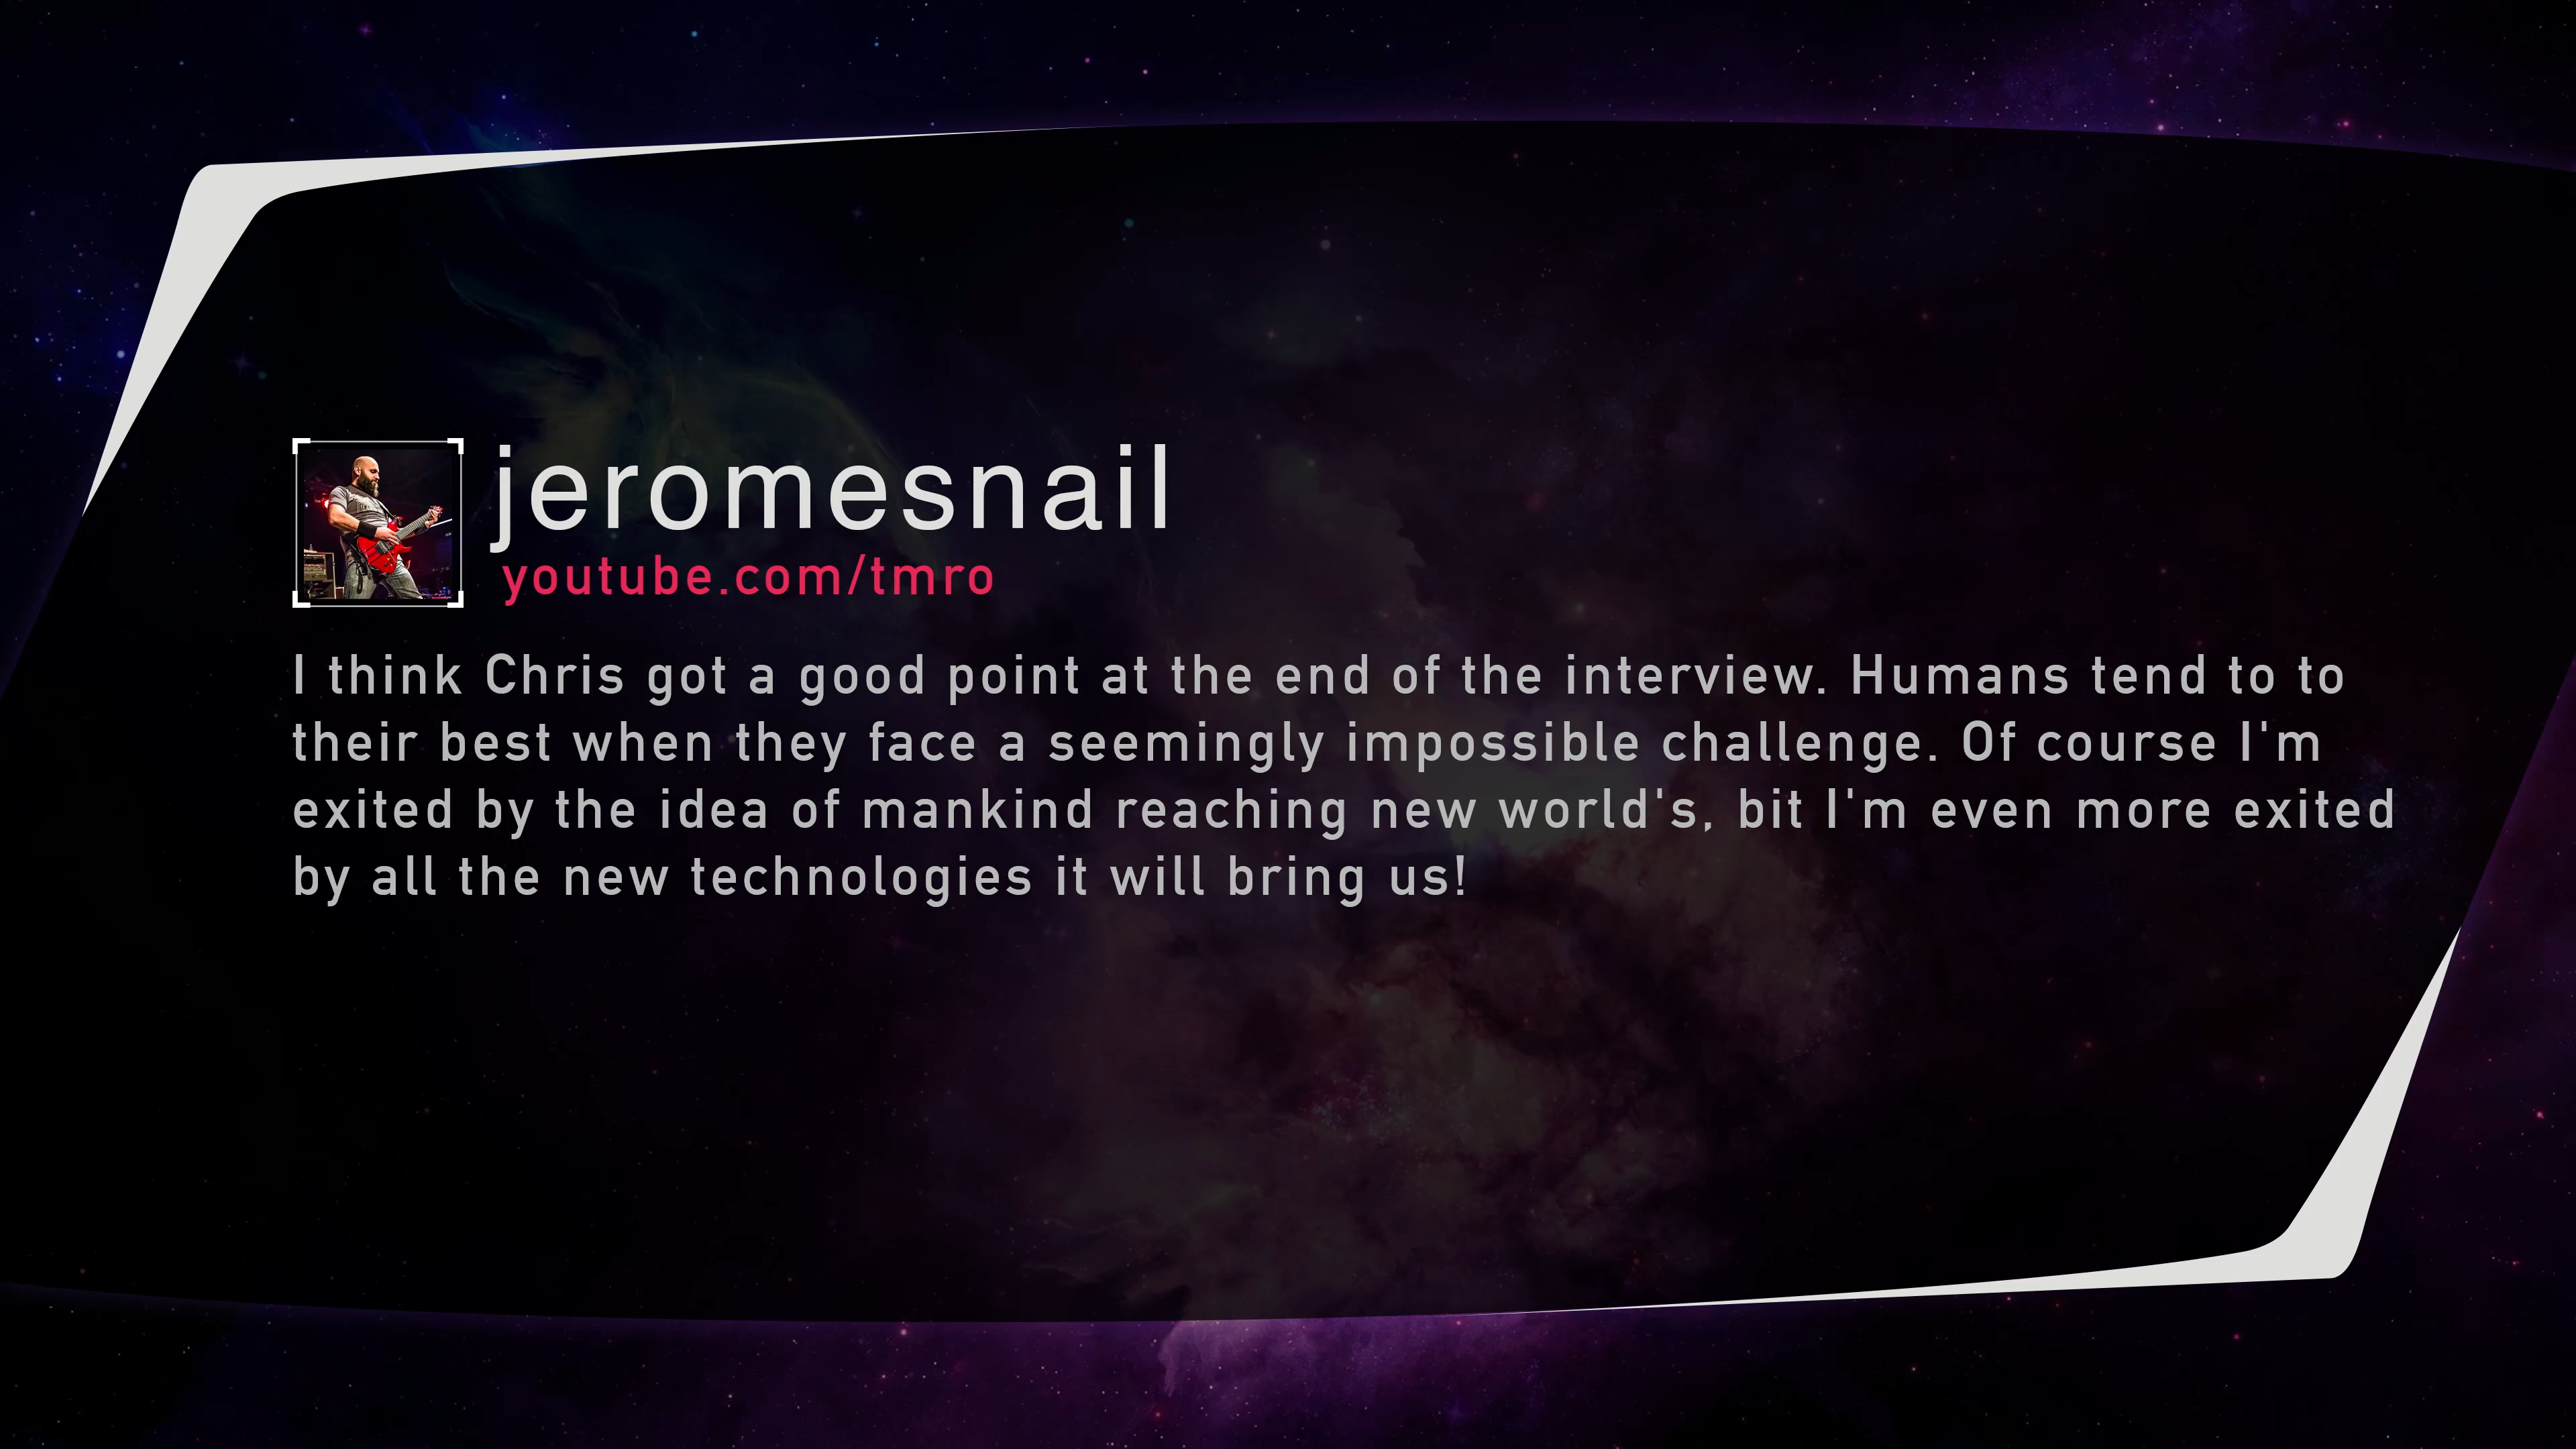 jeromesnail
youtube.com/tmro
I think Chris got a good point at the end of the interview. Humans tend to to
their best when they face a seemingly impossible challenge. Of course I'm
exited by the idea of mankind reaching new world's, bit I'm even more exited
by all the new technologies it will bring us!